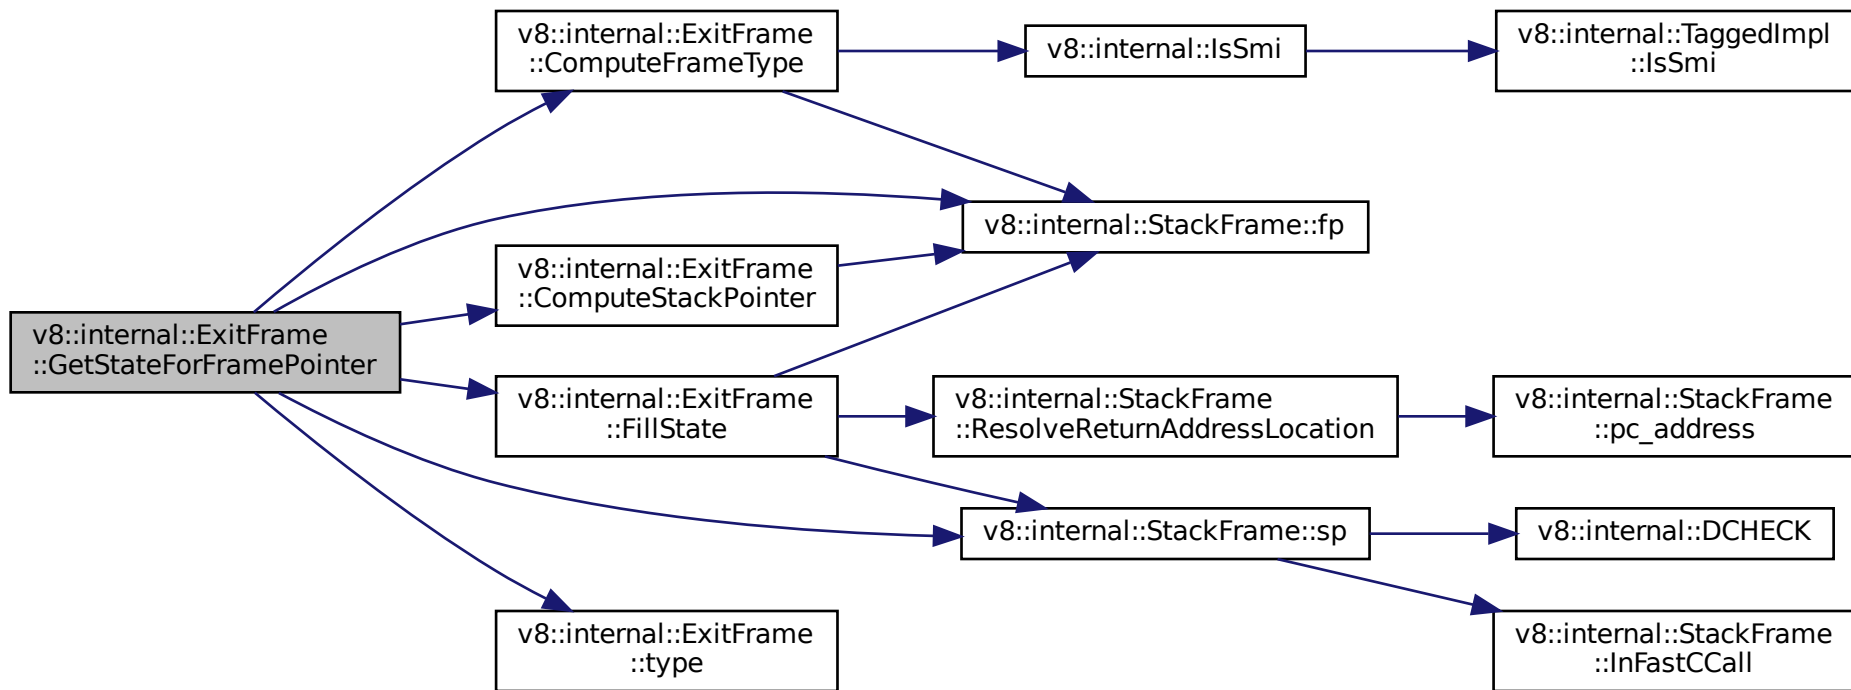 v8::internal::ExitFrame
::GetStateForFramePointer
v8::internal::ExitFrame
::ComputeFrameType
v8::internal::ExitFrame
::ComputeStackPointer
v8::internal::ExitFrame
::FillState
v8::internal::ExitFrame
::type
v8::internal::IsSmi
v8::internal::StackFrame::fp
v8::internal::StackFrame
::ResolveReturnAddressLocation
v8::internal::StackFrame::sp
v8::internal::TaggedImpl
::IsSmi
v8::internal::StackFrame
::pc_address
v8::internal::DCHECK
v8::internal::StackFrame
::InFastCCall